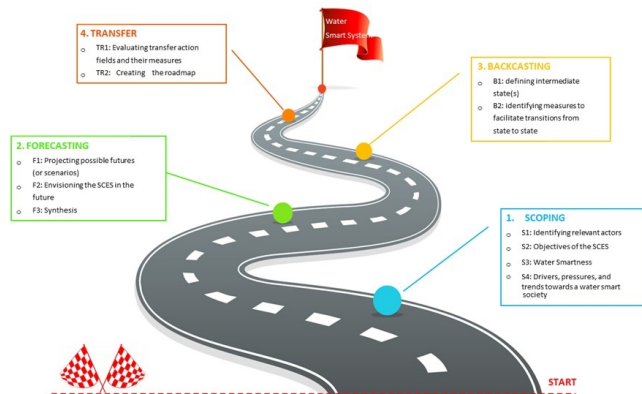 Water
Smart System
4. TRANSFER
o TR1: Evaluating transfer action
fields and their measures
o TR2: Creating the roadmap
3. BACKCASTING
o B1: defining intermediate
state(s)
o B2: Identifying measures to
facilitate transitions from
state to state
2. FORECASTING
o F1: Projecting possible futures
(or scenarios)
o F2: Envisioning the SCES in the
future
o F3: Synthesis
1. SCOPING
o S1: Identifying relevant actors
o S2: Objectives of the SCES
o S3: Water Smartness
o S4: Drivers, pressures, and
trends towards a water smart
society
START